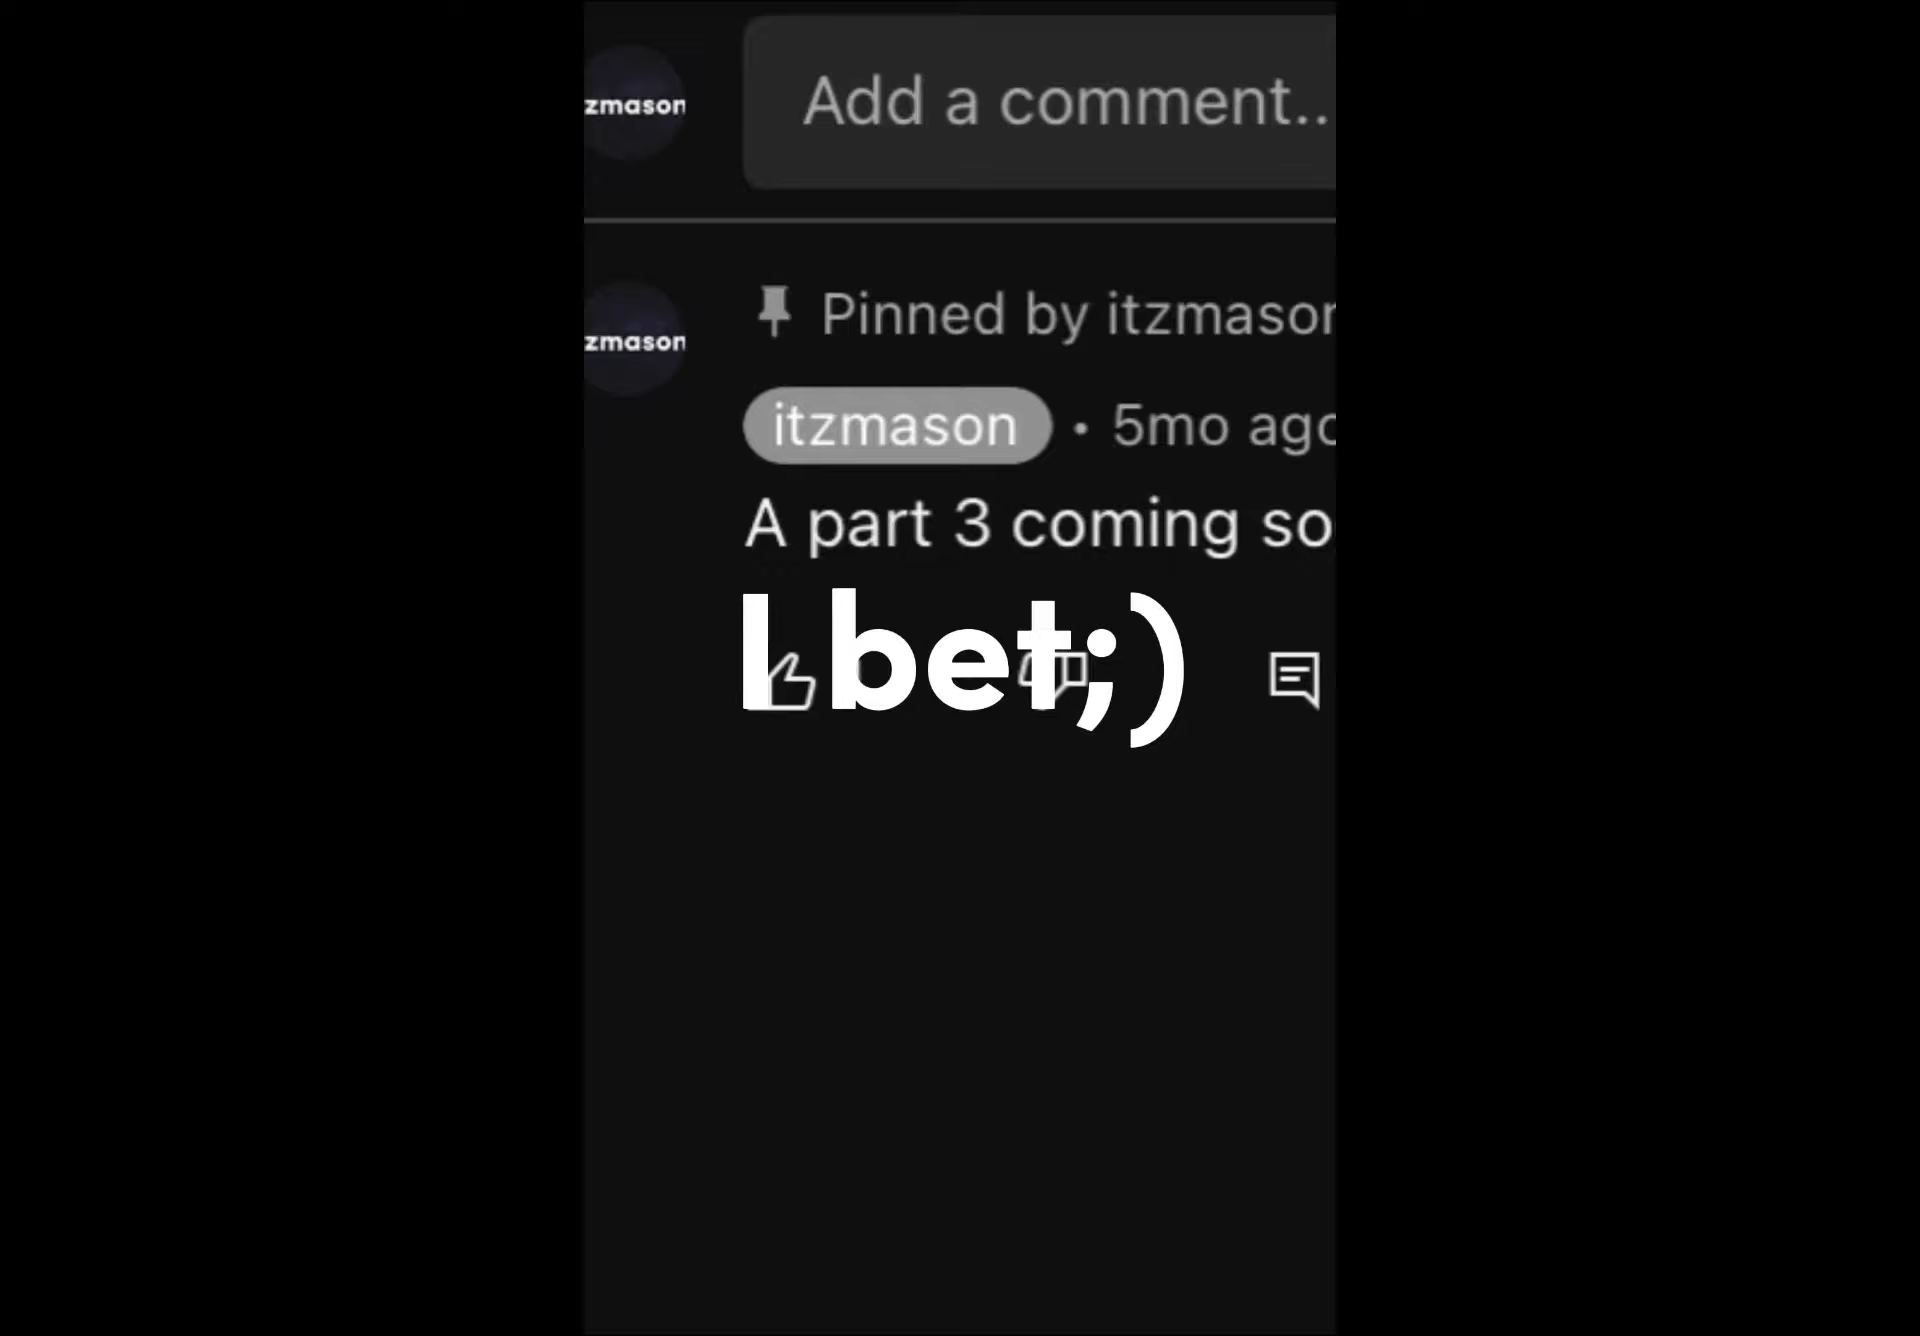 zmason
Add a comment..
zmason
Pinned by itzmason
itzmason • 5mo ago
A part 3 coming so
I bet;)